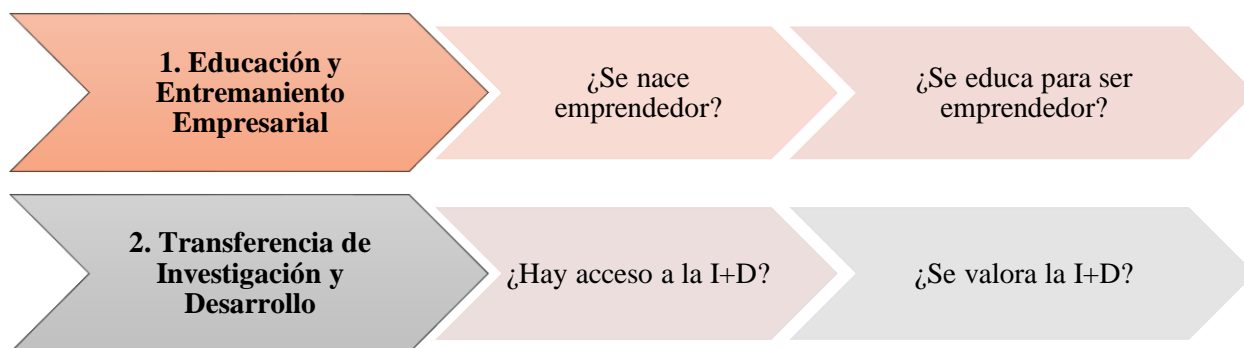 1. Educación y
Entremaniento
Empresarial
¿Se nace
emprendedor?
¿Se educa para ser
emprendedor?
2. Transferencia de
Investigación y
Desarrollo
¿Hay acceso a la I+D?
¿Se valora la I+D?